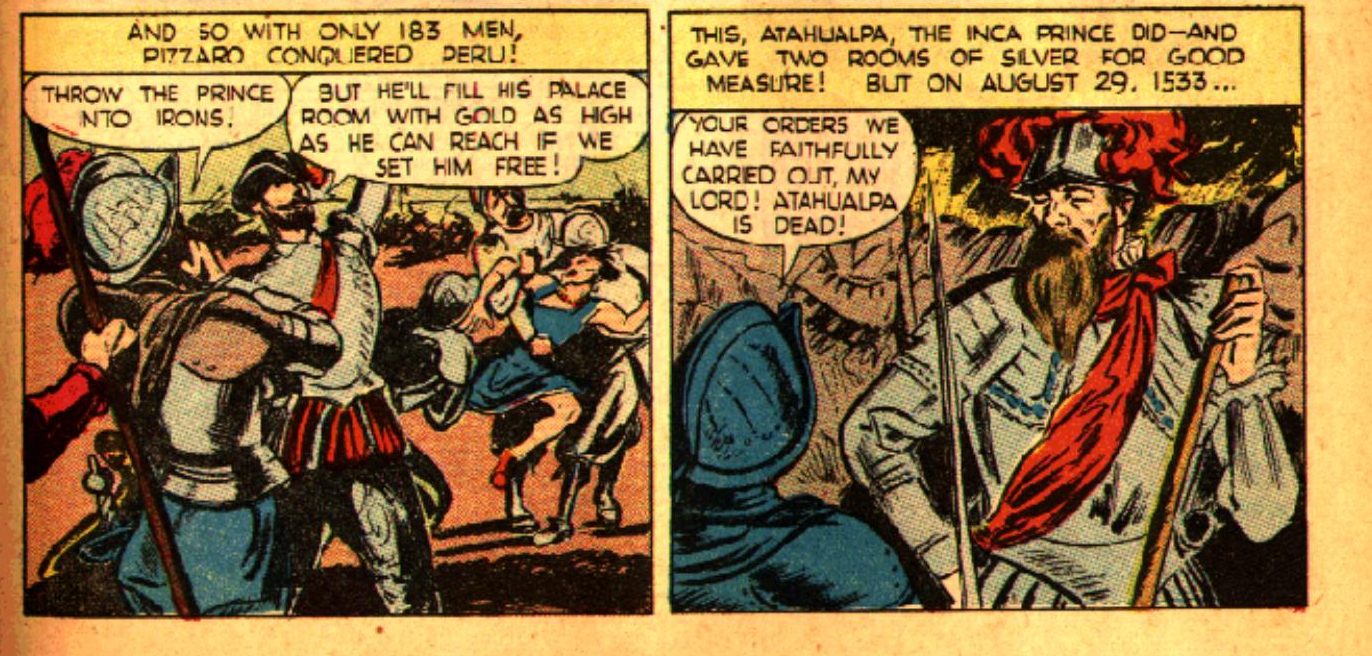 AND SO WITH ONLY 183 MEN,
PIZZARO CONQUERED PERU!
THROW THE PRINCE
INTO IRONS!
BUT HE'LL FILL HIS PALACE
ROOM WITH GOLD AS HIGH
AS HE CAN REACH IF WE
SET HIM FREE!
THIS, ATAHUALPA, THE INCA PRINCE DID—AND
GAVE TWO ROOMS OF SILVER FOR GOOD
MEASURE! BUT ON AUGUST 29, 1533...
YOUR ORDERS WE
HAVE FAITHFULLY
CARRIED OUT, MY
LORD! ATAHUALPA
IS DEAD!